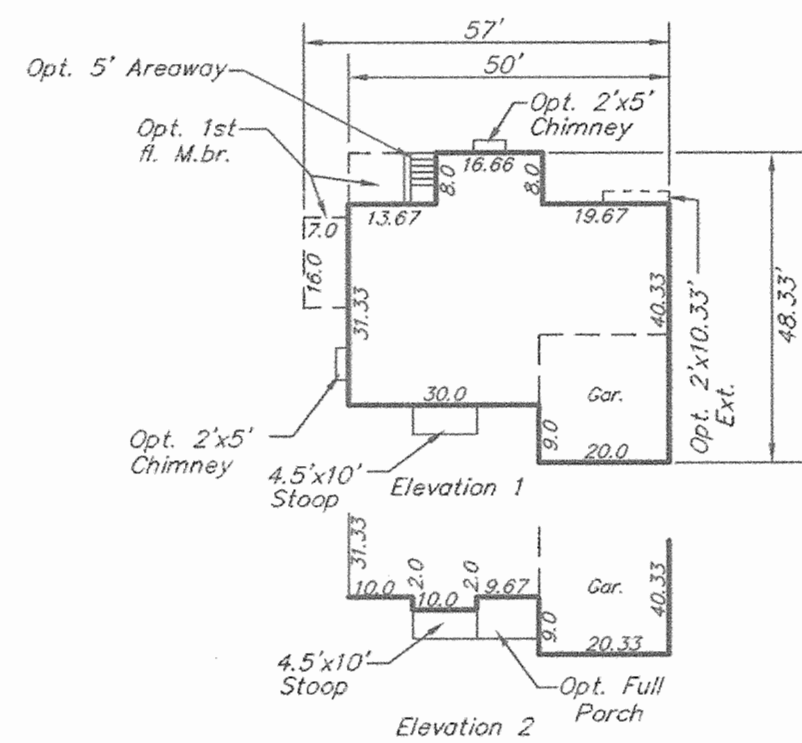 57'
50'
Opt. 5' Areaway
Opt. 2'x5'
Chimney
Opt. 1st
fl. M.br.
16.66
8.0
8.0
13.67
19.67
7.0
16.0
31.33
40.33
48.33'
Opt. 2'x10.33'
Ext.
30.0
Gar.
9.0
20.0
Opt. 2'x5'
Chimney
4.5'x10'
Stoop
Elevation 1
31.33
10.0
2.0
10.0
2.0
9.67
Gar.
40.33
9.0
20.33
4.5'x10'
Stoop
Opt. Full
Porch
Elevation 2